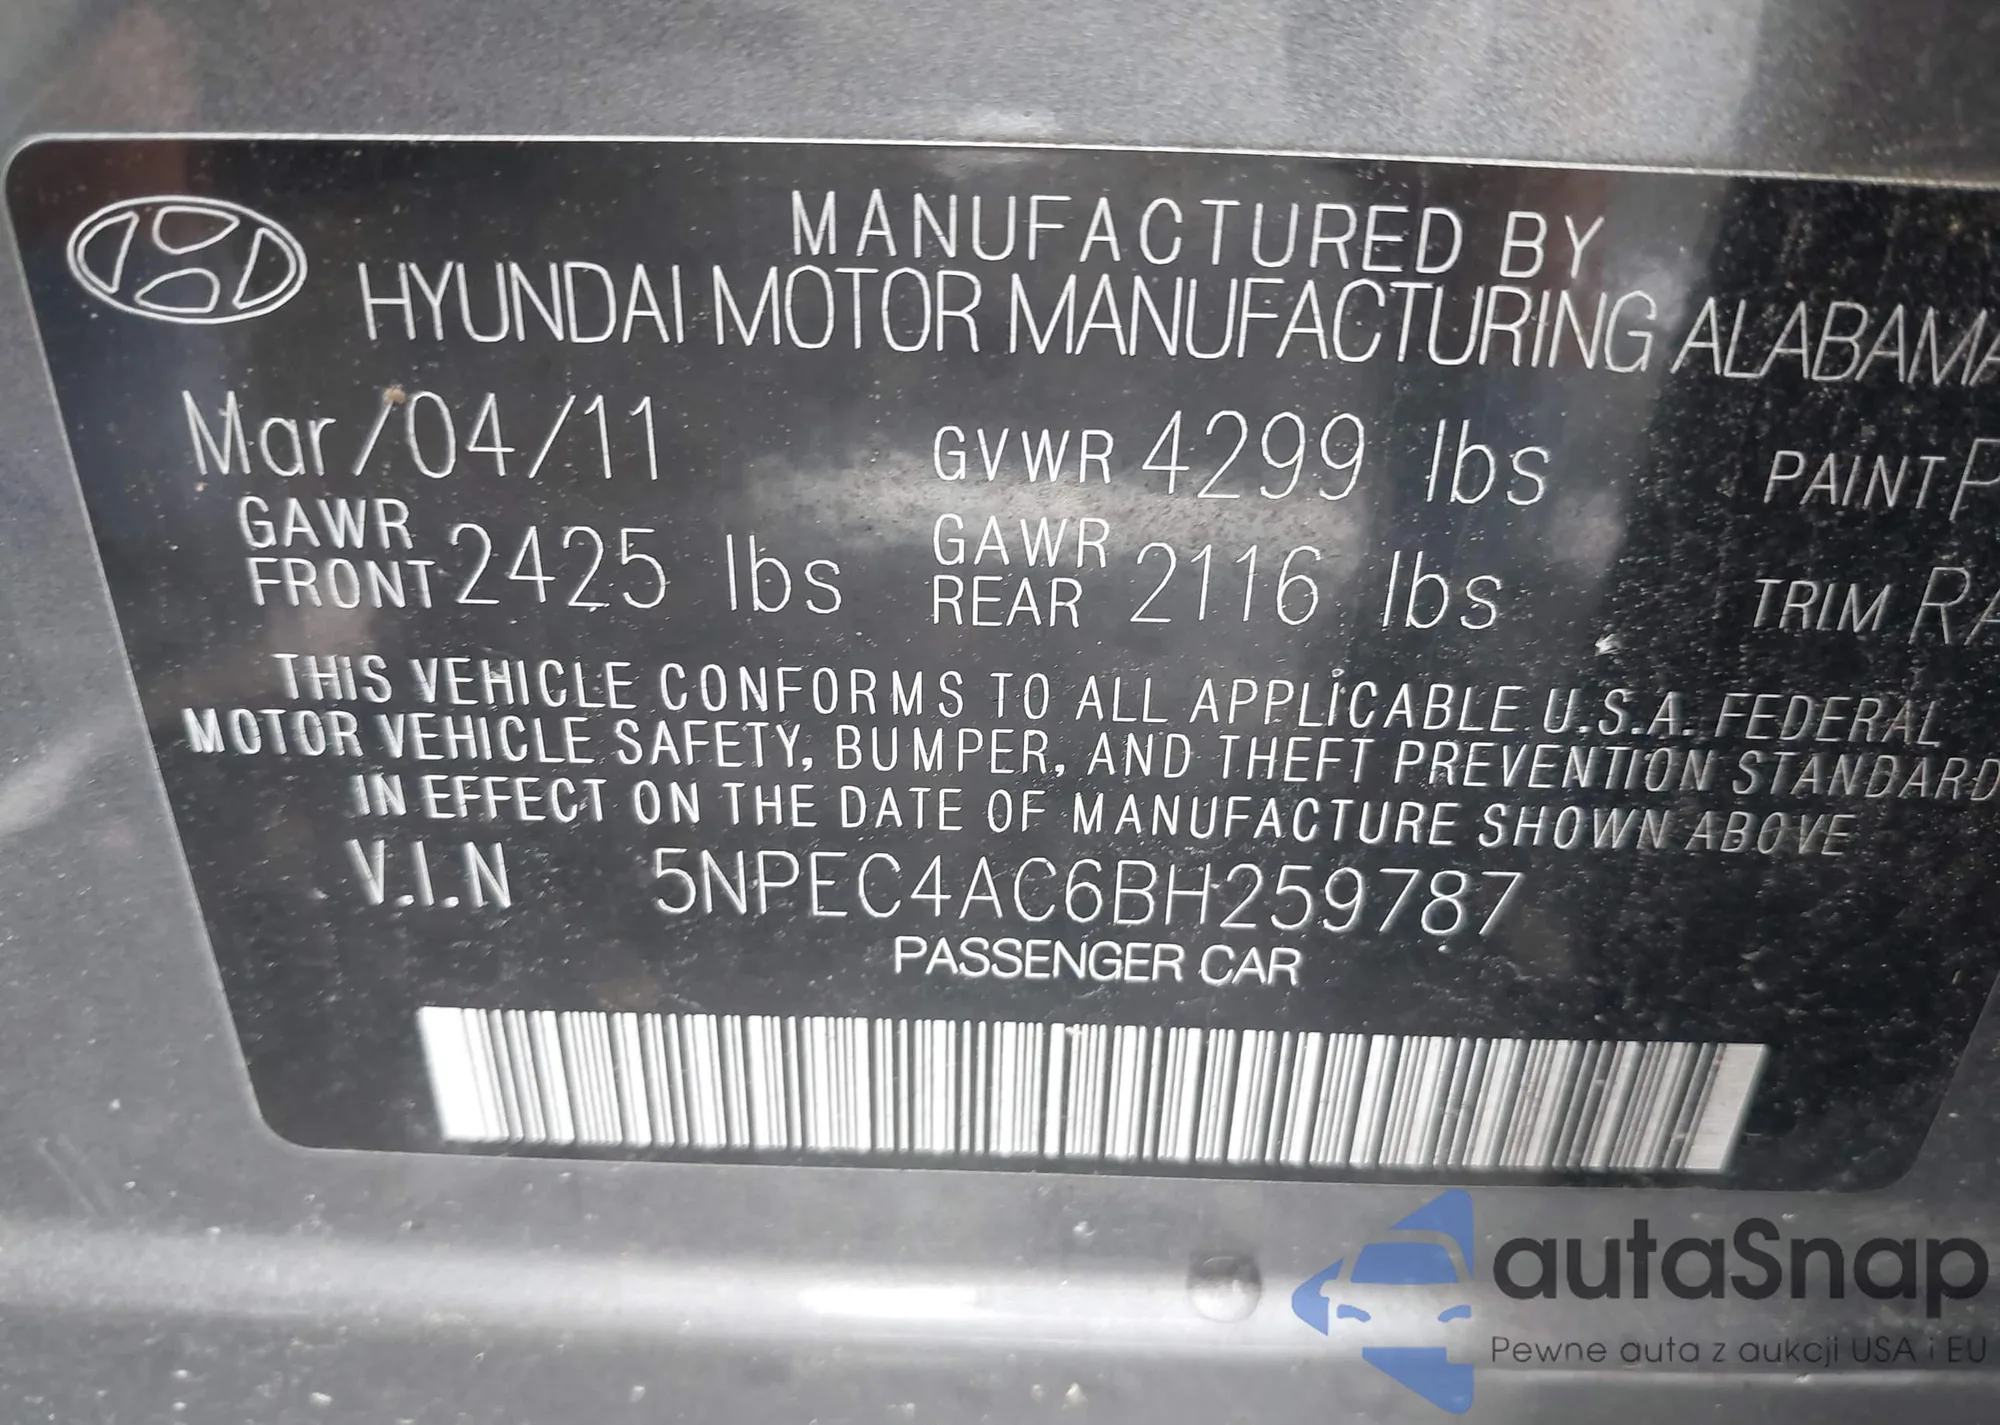 MANUFACTURED BY
HYUNDAI MOTOR MANUFACTURING ALABAMA
Mar/04/11 GVWR 4299 lbs PAINT P
GAWR FRONT 2425 lbs GAWR REAR 2116 lbs TRIM RA
THIS VEHICLE CONFORMS TO ALL APPLICABLE U.S.A. FEDERAL
MOTOR VEHICLE SAFETY, BUMPER, AND THEFT PREVENTION STANDARD
IN EFFECT ON THE DATE OF MANUFACTURE SHOWN ABOVE
V.I.N 5NPEC4AC6BH259787
PASSENGER CAR
autaSnap
Pewne auta z aukcji USA i EU